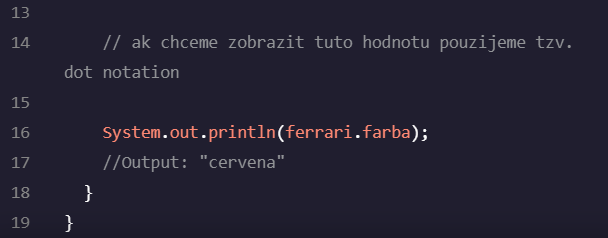 13
14 // ak chceme zobrazit tuto hodnotu pouzijeme tzv.
dot notation
15
16 System.out.println(ferrari.farba);
17 //Output: "cervena"
18 }
19 }